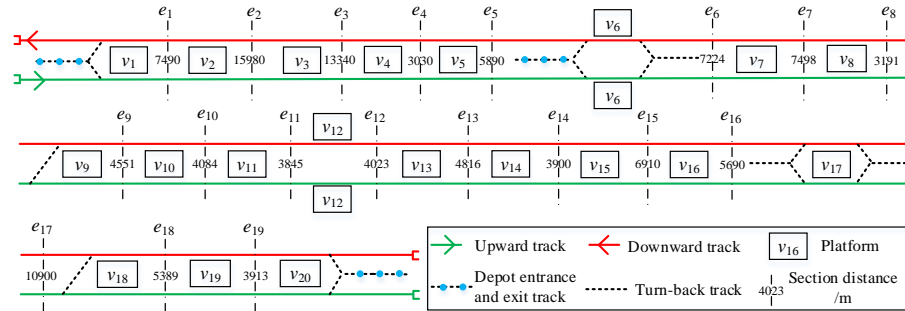 e1 e2 e3 e4 e5 v6 e6 e7 e8
v1 7490 v2 15980 v3 13340 v4 3030 v5 5890 7224 v7 7498 v8 3191
v6
e9 e10 e11 v12 e12 e13 e14 e15 e16
v9 4551 v10 4084 v11 3845 4023 v13 4816 v14 3900 v15 6910 v16 5690 v17
v12
e17 e18 e19
10900 v18 5389 v19 3913 v20
Upward track Downward track v16 Platform
Depot entrance and exit track Turn-back track 4023 Section distance /m